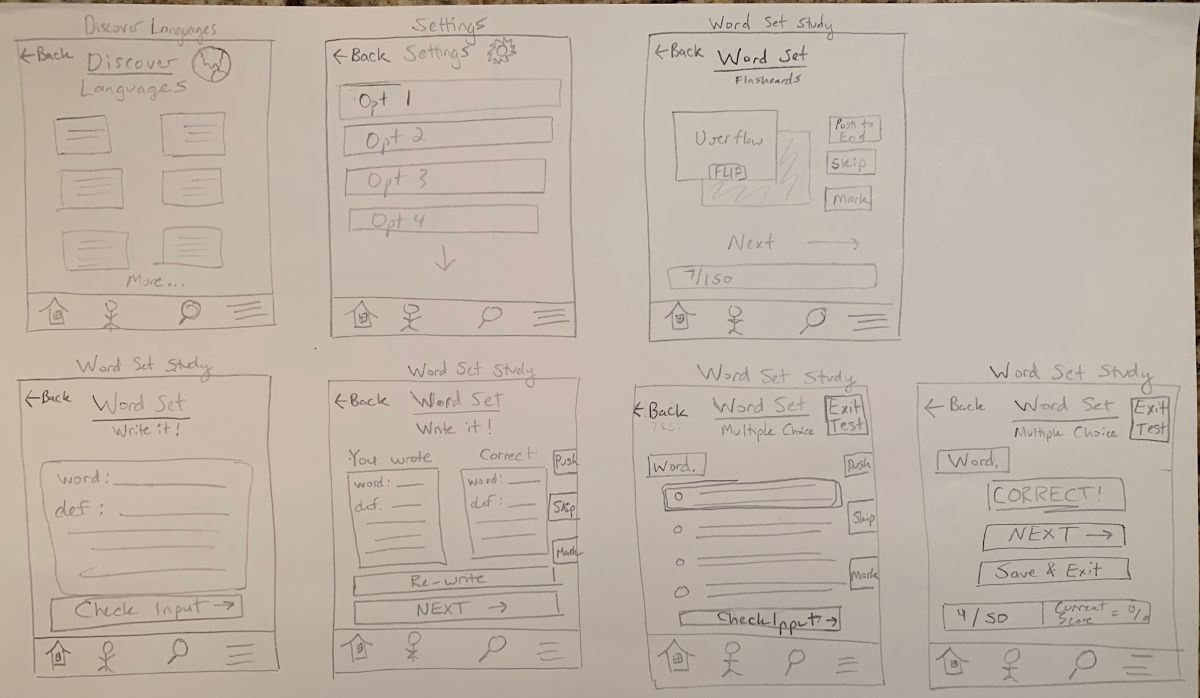 Discover Languages
← Back
Discover
Languages
More...
Settings
← Back Settings
Opt 1
Opt 2
Opt 3
Opt 4
Word Set Study
← Back Word Set
Flashcards
FLIP
Push to
End
Skip
Mark
Next →
7/150
Word Set Study
← Back
Word Set
Write it!
word:
def:
Check Input →
Word Set Study
← Back Word Set
Write it!
You wrote
word:
def.
Correct
word:
def:
Push
Skip
Mark
Re-write
NEXT →
Word Set Study
← Back
Word Set
Multiple Choice
Exit
Test
Word.
Push
Skip
Mark
Check Input →
Word Set Study
← Back
Word Set
Multiple Choice
Exit
Test
Word.
CORRECT!
NEXT →
Save & Exit
4/50
Current
Score = %